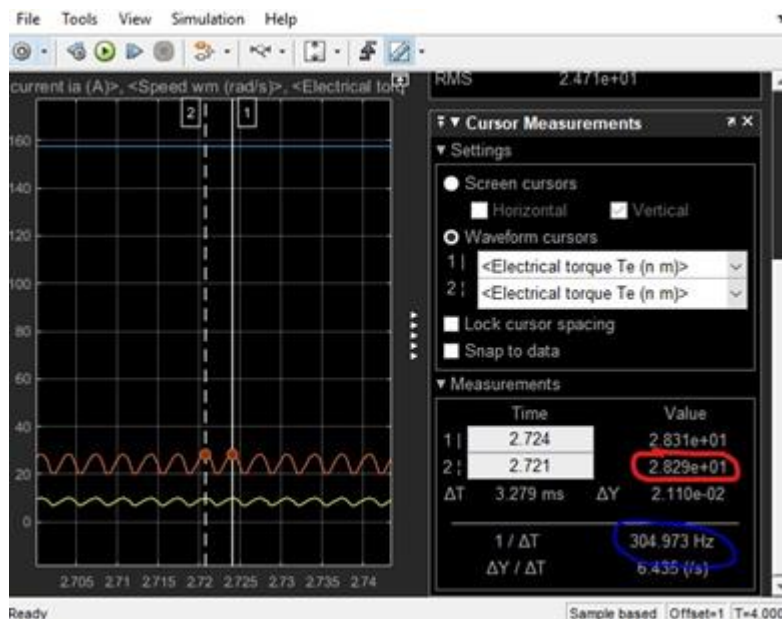 File Tools View Simulation Help
current ia (A)>, <Speed wm (rad/s)>, <Electrical torq
RMS 2.471e+01
2 1
Cursor Measurements
Settings
Screen cursors
Horizontal Vertical
Waveform cursors
1 <Electrical torque Te (n m)>
2 <Electrical torque Te (n m)>
Lock cursor spacing
Snap to data
Measurements
Time Value
1 2.724 2.831e+01
2 2.721 2.829e+01
ΔT 3.279 ms ΔY 2.110e-02
1 / ΔT 304.973 Hz
ΔY / ΔT 6.435 (/s)
160
140
120
100
80
60
40
20
0
2.705 2.71 2.715 2.72 2.725 2.73 2.735 2.74
Ready Sample based Offset=1 T=4.000